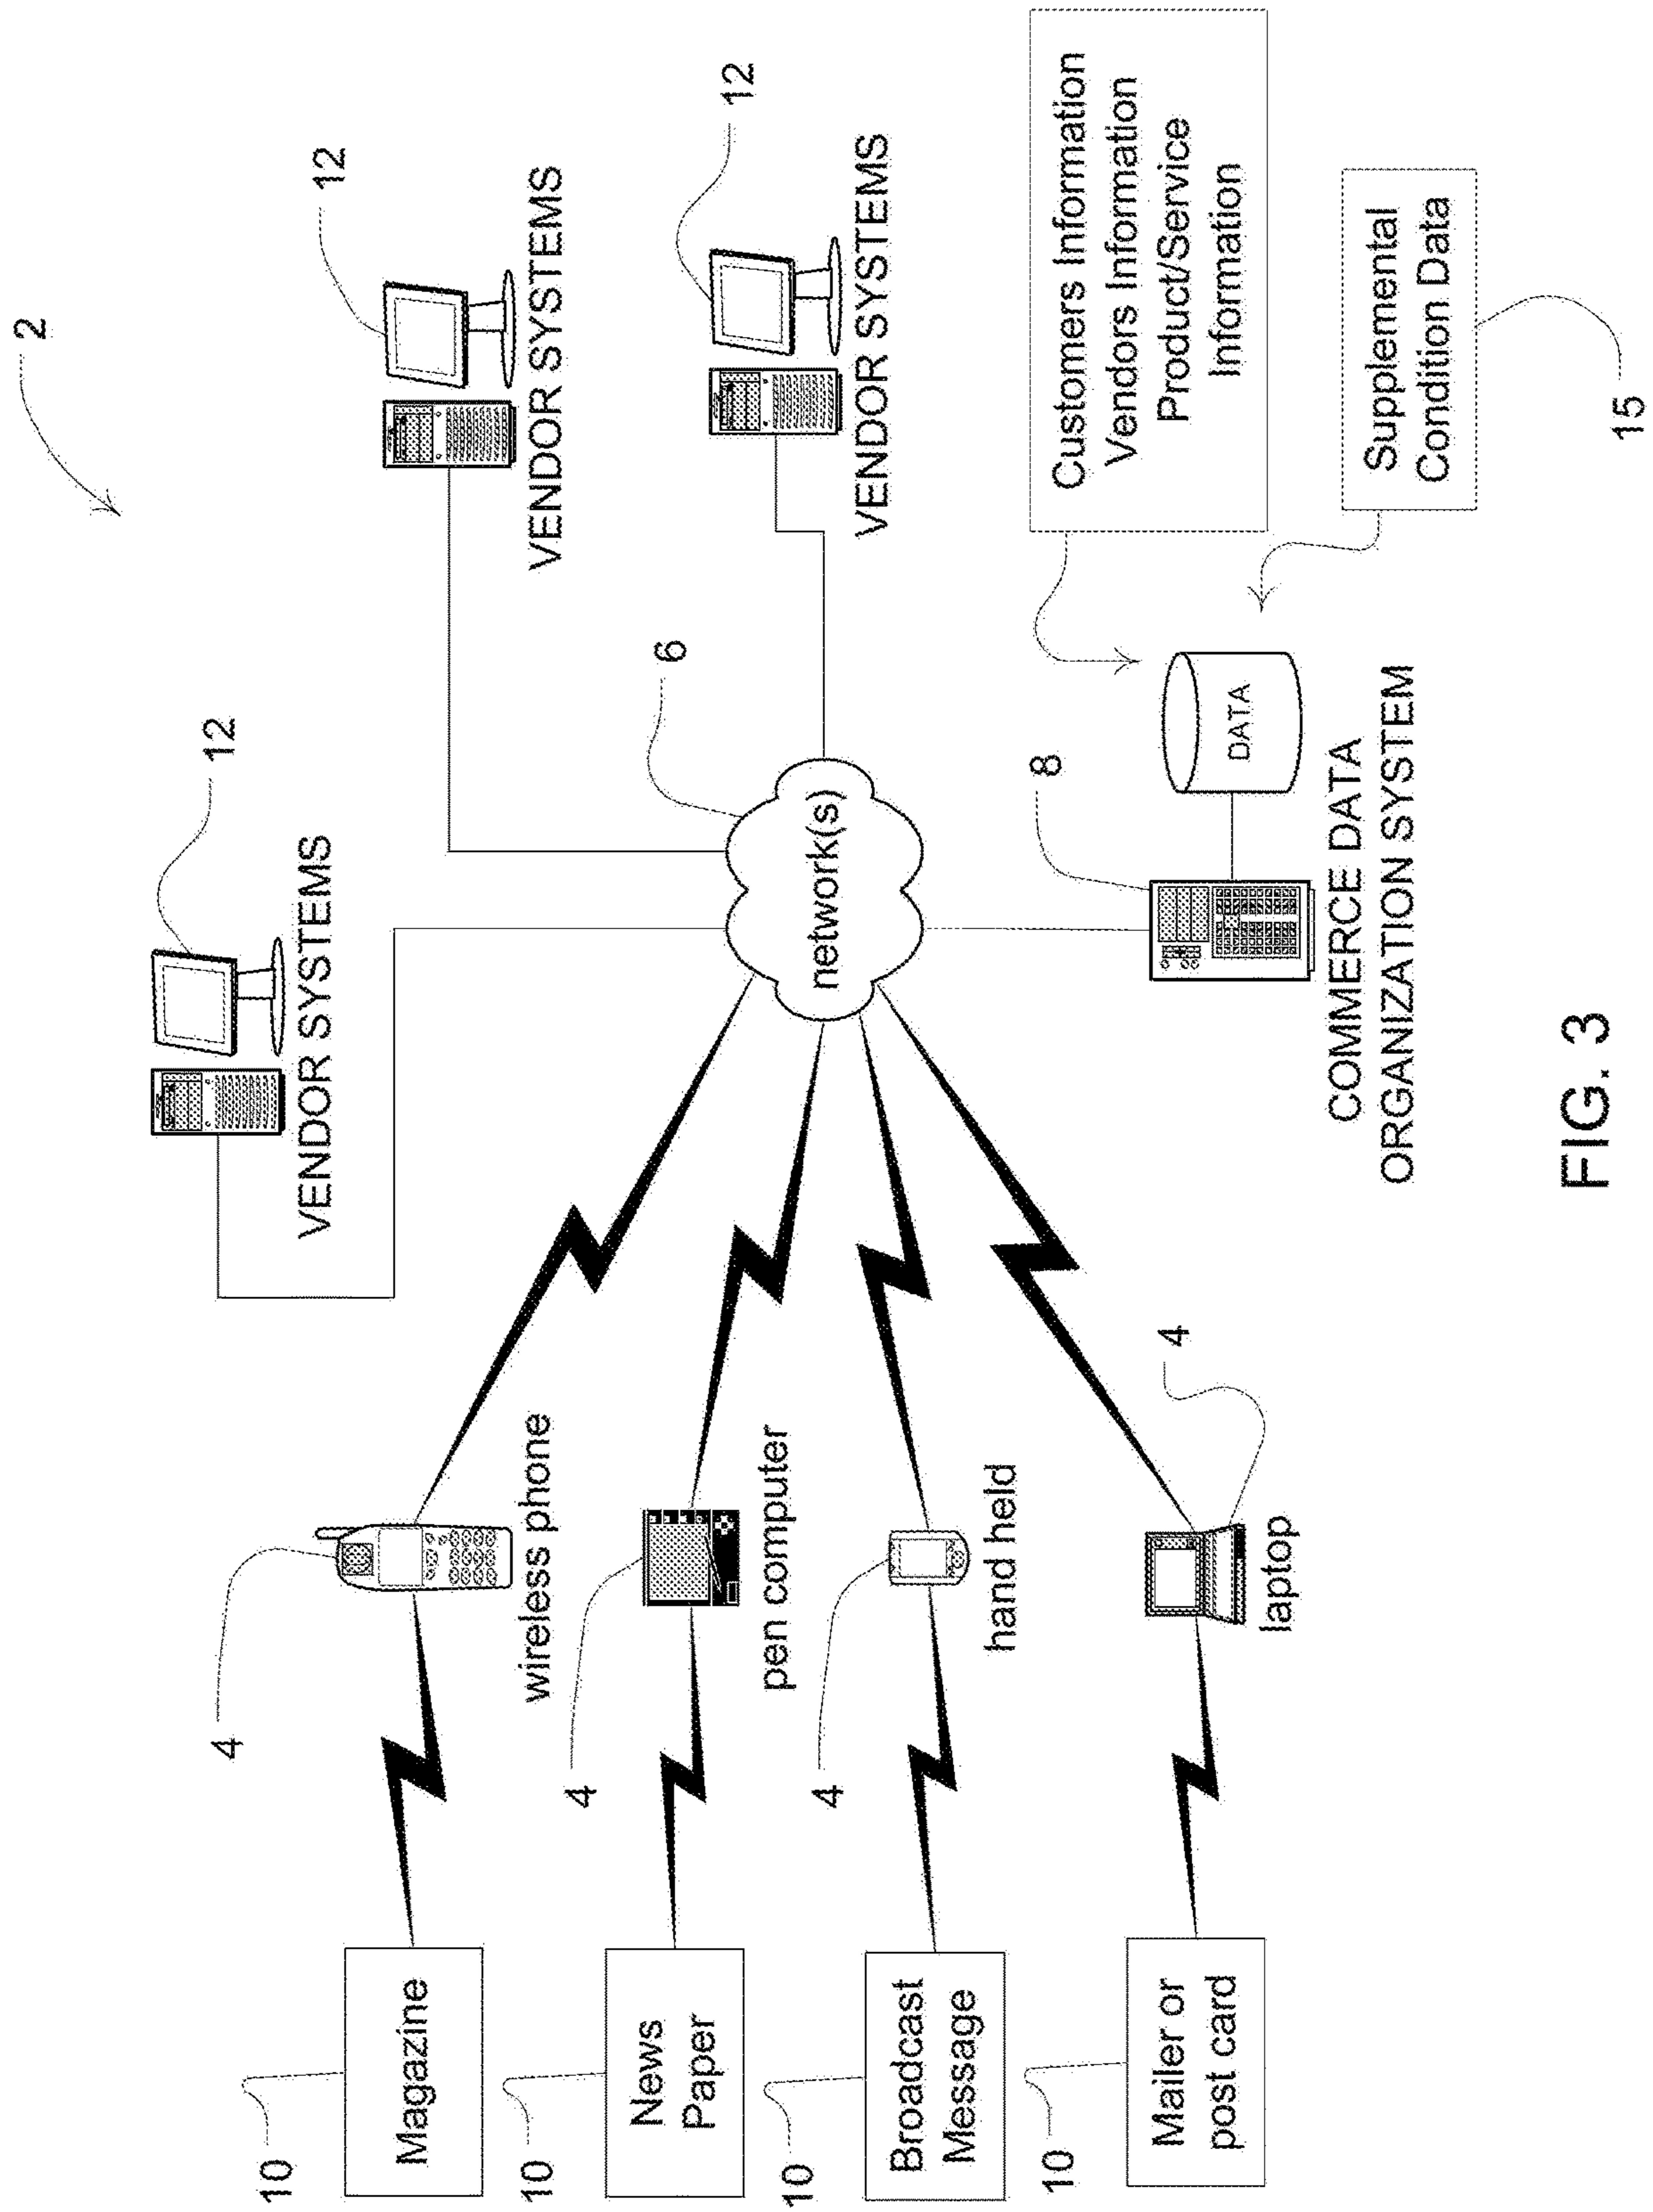 2
12
VENDOR SYSTEMS
12
VENDOR SYSTEMS
12
VENDOR SYSTEMS
10
Magazine
4
wireless phone
10
News
Paper
4
pen computer
6
network(s)
10
Broadcast
Message
4
hand held
10
Mailer or
post card
4
laptop
8
DATA
COMMERCE DATA
ORGANIZATION SYSTEM
Customers Information
Vendors Information
Product/Service
Information
Supplemental
Condition Data
15
FIG. 3